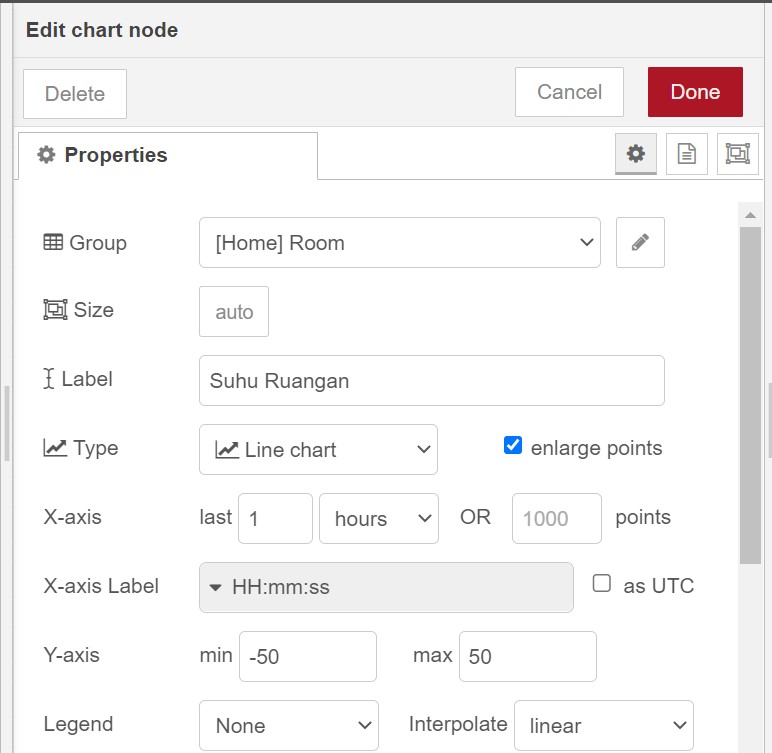 Edit chart node
Delete Cancel Done
Properties
Group [Home] Room
Size auto
Label Suhu Ruangan
Type Line chart enlarge points
X-axis last 1 hours OR 1000 points
X-axis Label HH:mm:ss as UTC
Y-axis min -50 max 50
Legend None Interpolate linear